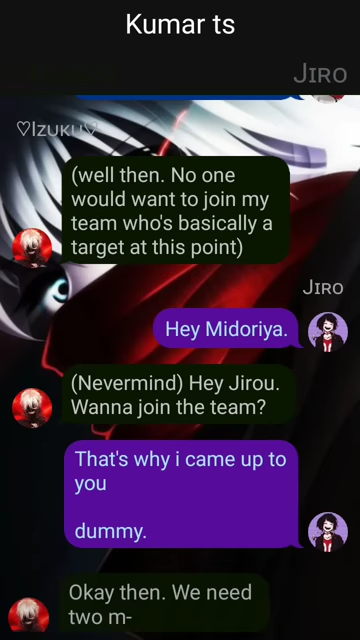 Kumar ts
Jiro
♡Izuku♡
(well then. No one
would want to join my
team who's basically a
target at this point)
Jiro
Hey Midoriya.
(Nevermind) Hey Jirou.
Wanna join the team?
That's why i came up to
you
dummy.
Okay then. We need
two m-